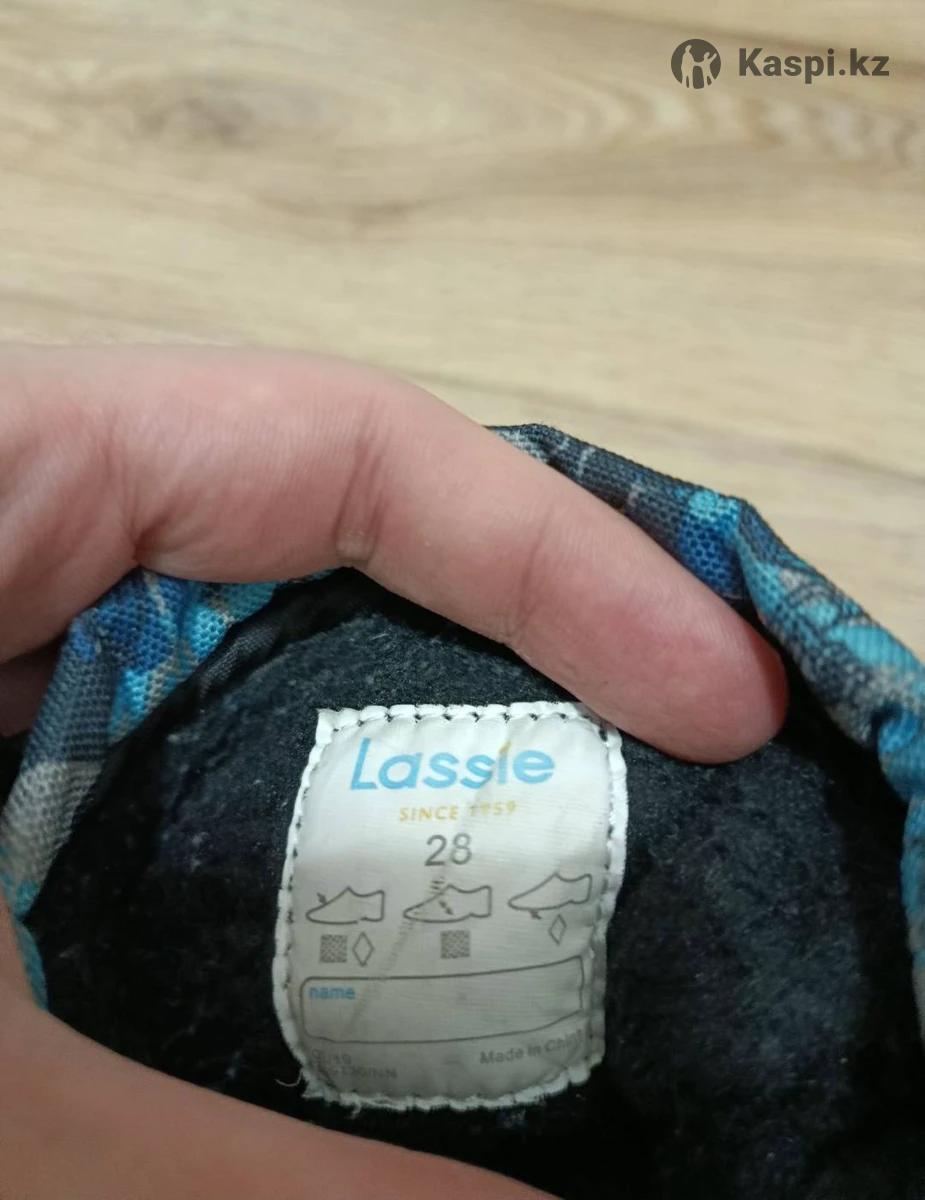 Kaspi.kz
Lassie
SINCE 1959
28
name
Made in China